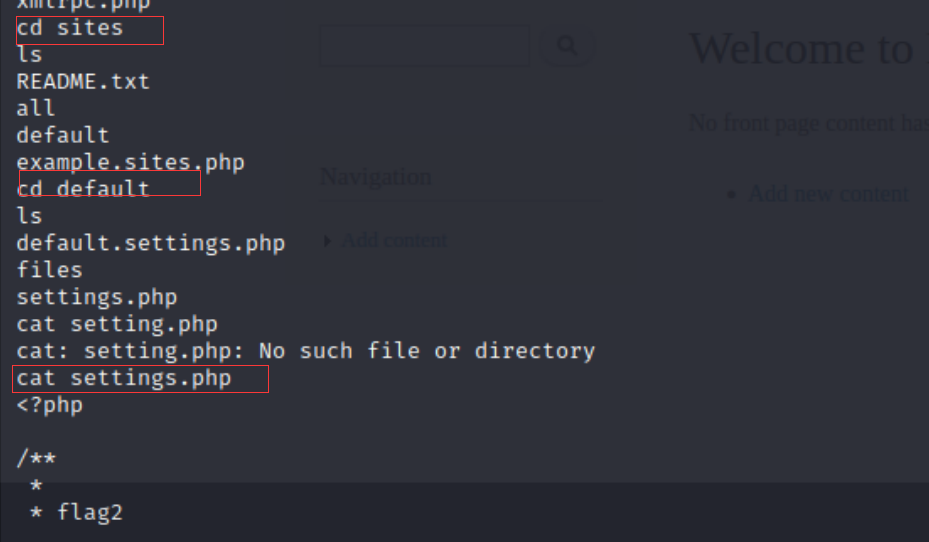 xmlrpc.php
cd sites
ls
README.txt
all
default
example.sites.php
cd default
ls
default.settings.php
files
settings.php
cat setting.php
cat: setting.php: No such file or directory
cat settings.php
<?php
/**
*
* flag2
Welcome to
No front page content has
Navigation
Add new content
Add content